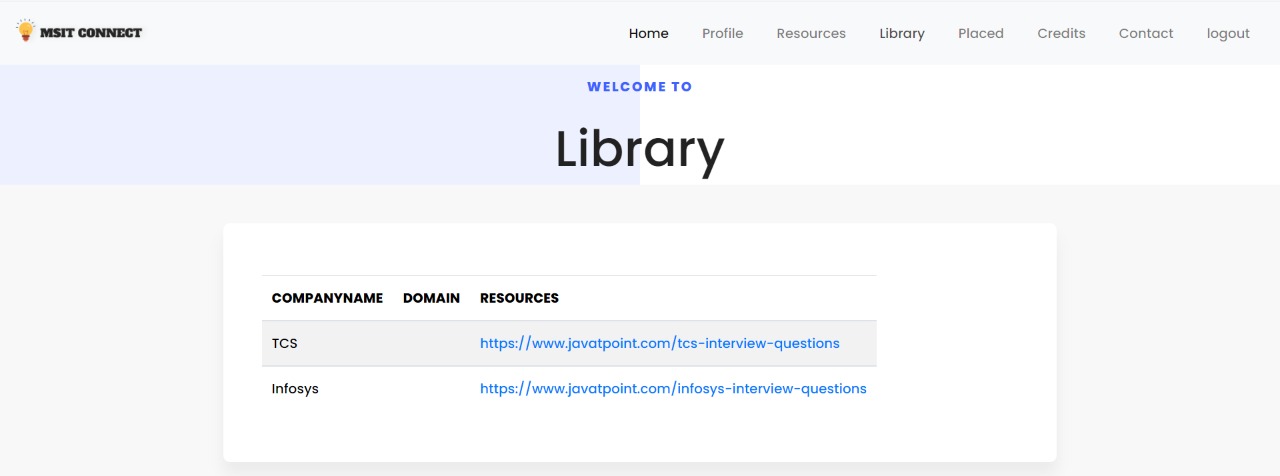 MSIT CONNECT Home Profile Resources Library Placed Credits Contact logout
WELCOME TO
Library
COMPANYNAME DOMAIN RESOURCES
TCS https://www.javatpoint.com/tcs-interview-questions
Infosys https://www.javatpoint.com/infosys-interview-questions